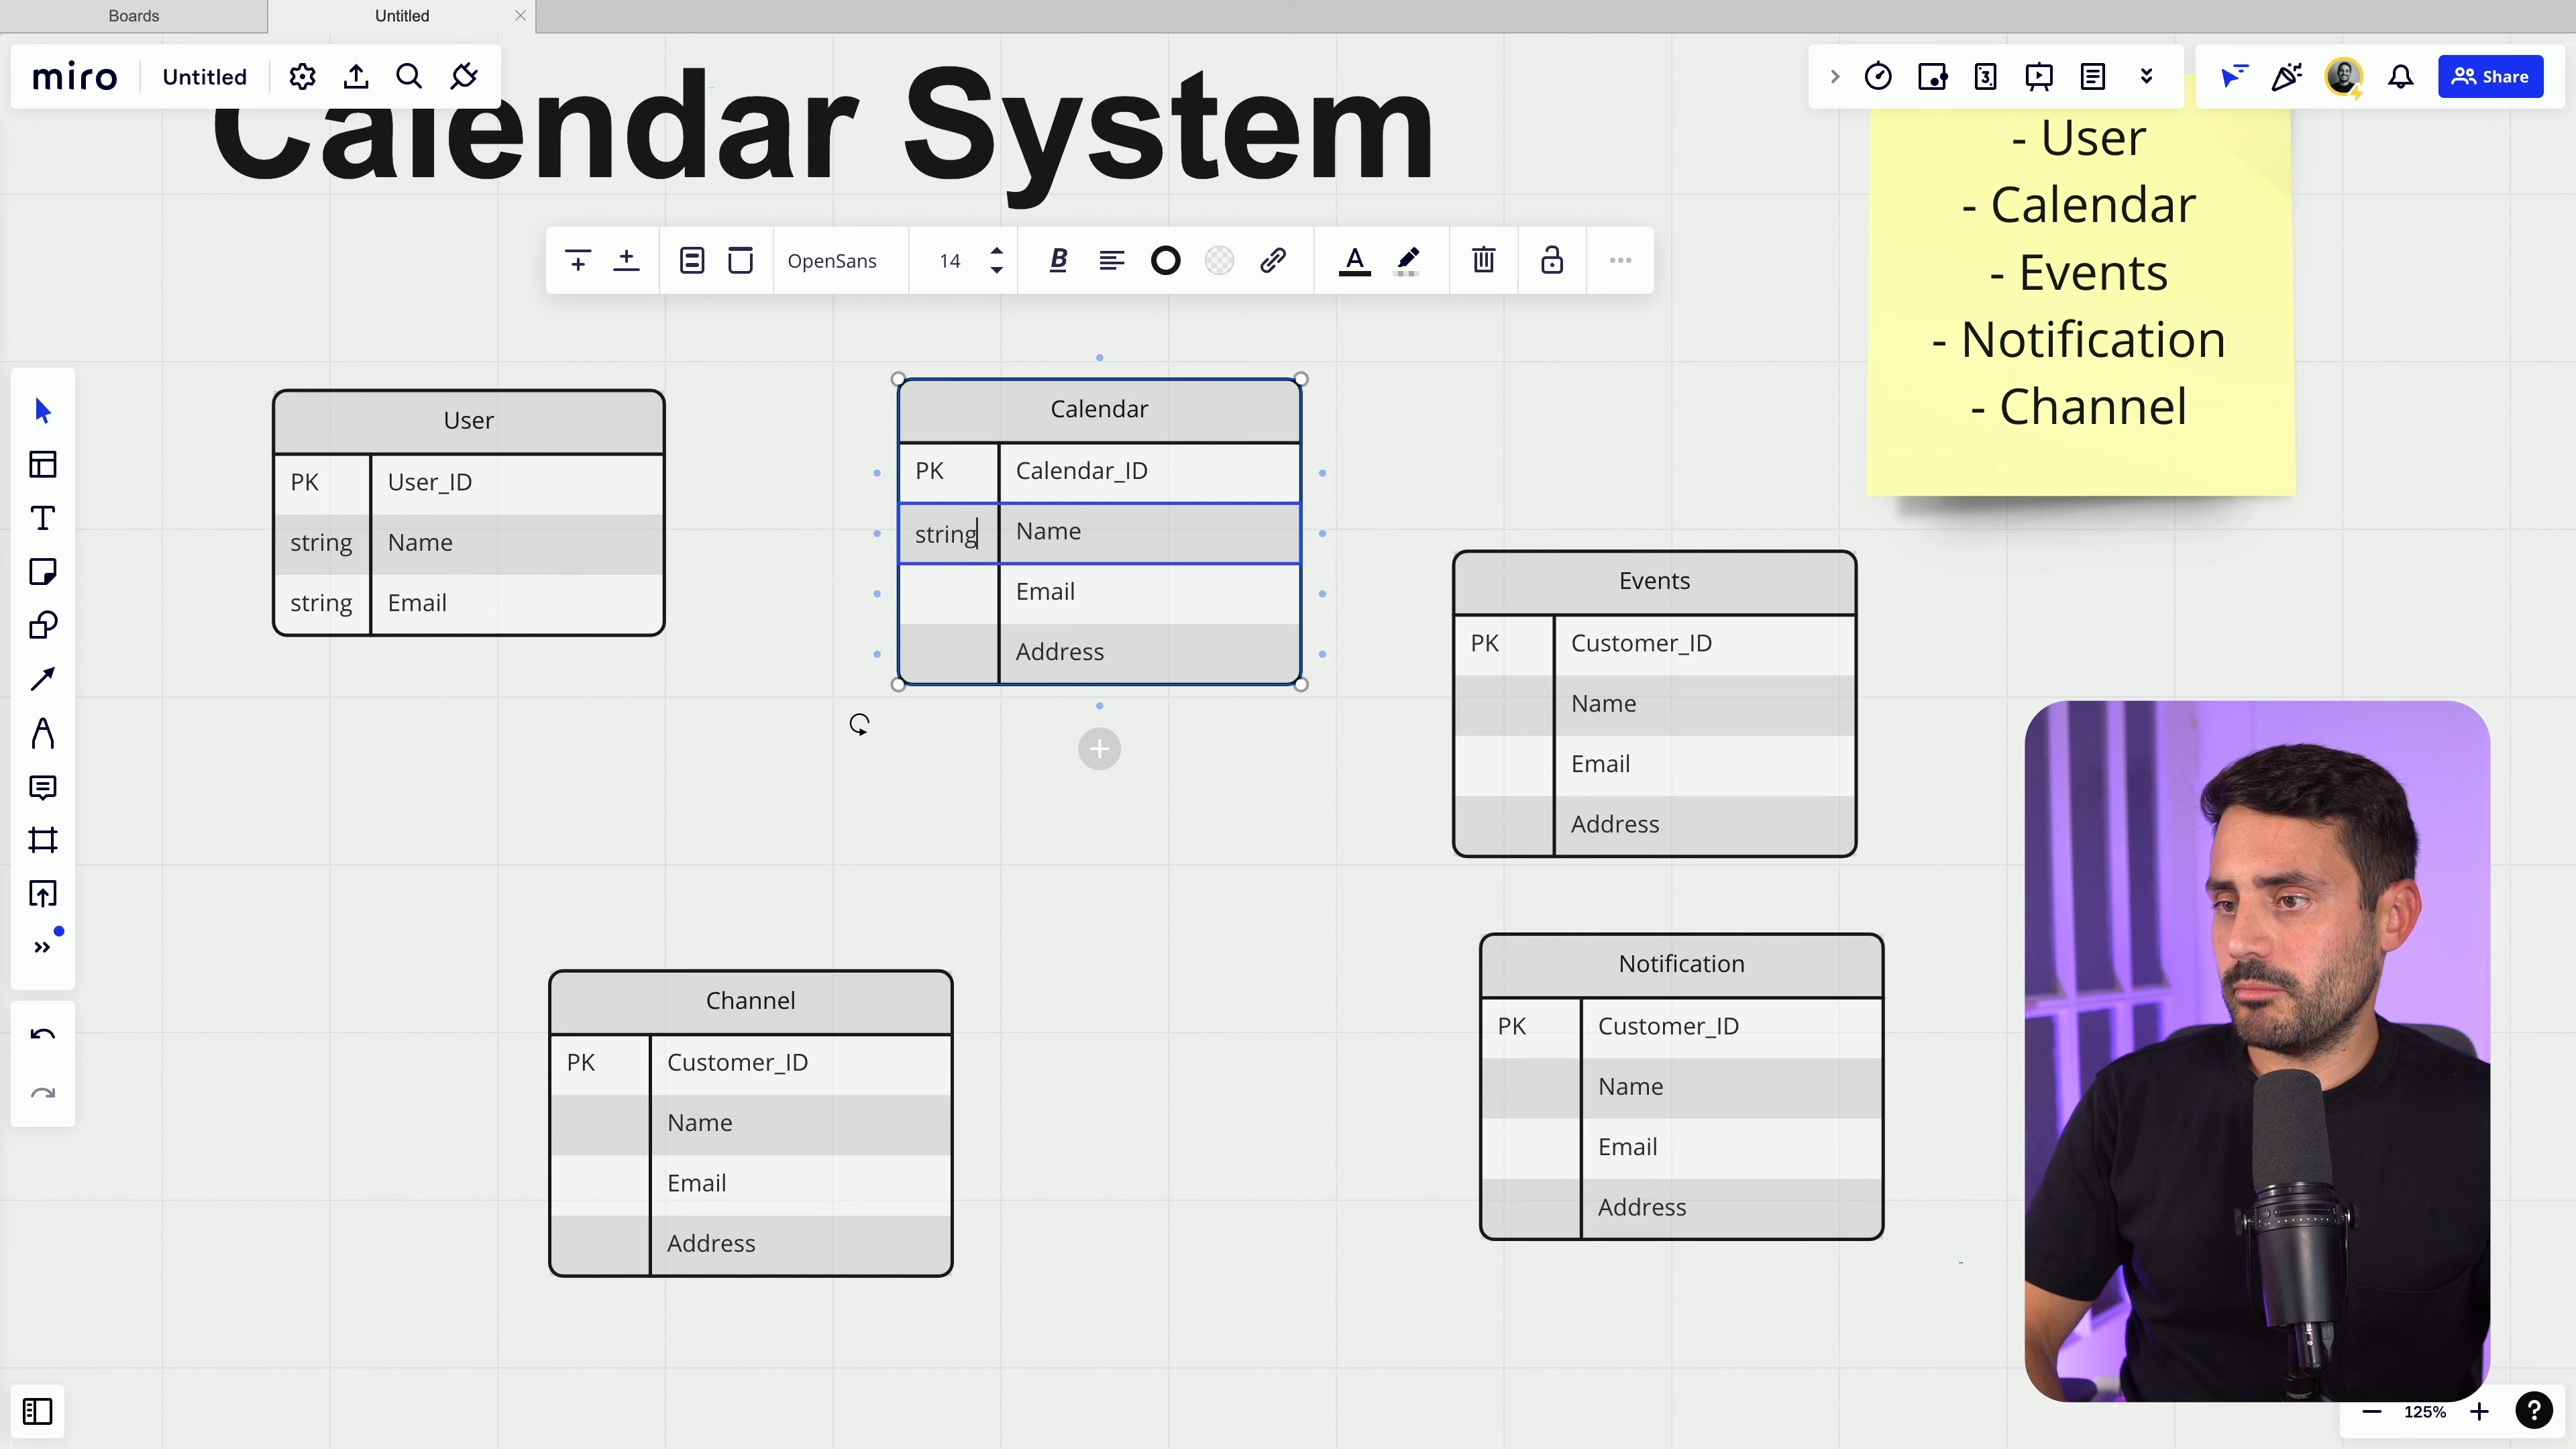 Boards
Untitled
miro
Untitled
3
Share
Calendar System
OpenSans
14
B
A
- User
- Calendar
- Events
- Notification
- Channel
User
PK User_ID
string Name
string Email
Calendar
PK Calendar_ID
string Name
Email
Address
Events
PK Customer_ID
Name
Email
Address
Channel
PK Customer_ID
Name
Email
Address
Notification
PK Customer_ID
Name
Email
Address
125%
?